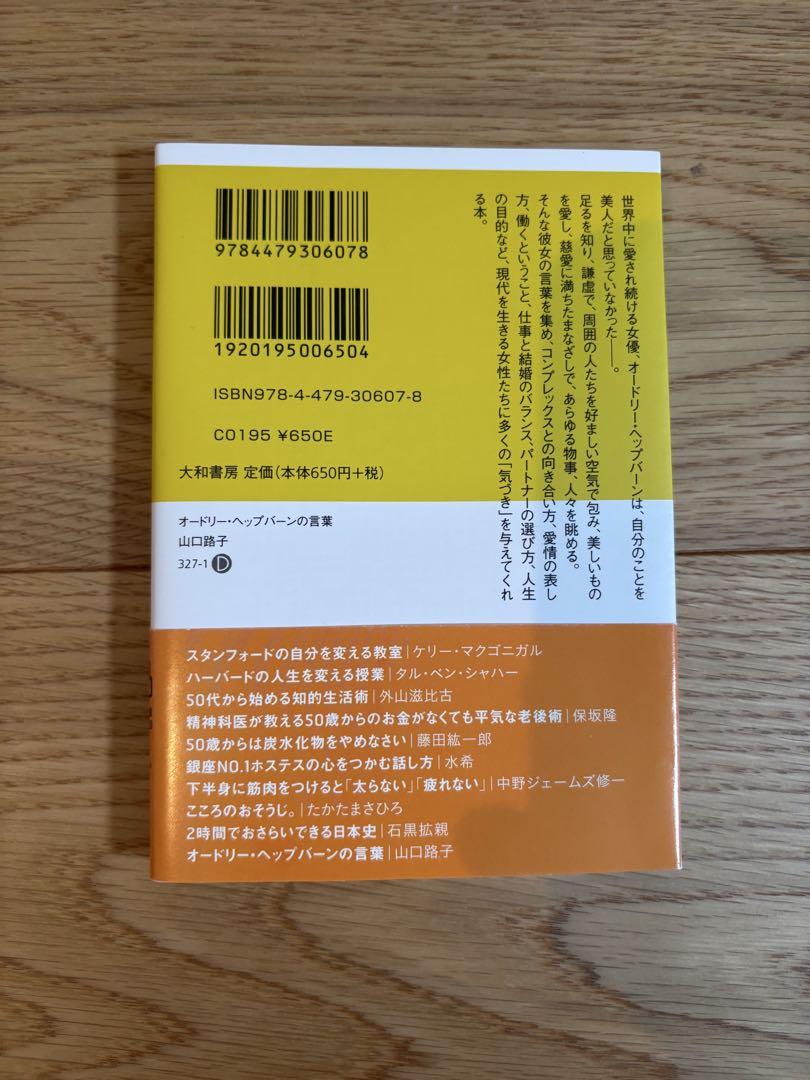 9784479306078
1920195006504
ISBN978-4-479-30607-8
C0195 ¥650E
大和書房 定価(本体650円+税)
世界中に愛され続ける女優、オードリー・ヘップバーンは、自分のことを
美人だと思っていなかった――。
足るを知り、謙虚で、周囲の人たちを好ましい空気で包み、美しいもの
を愛し、慈愛に満ちたまなざしで、あらゆる物事、人々を眺める。
そんな彼女の言葉を集め、コンプレックスとの向き合い方、愛情の表し
方、働くということ、仕事と結婚のバランス、パートナーの選び方、人生
の目的など、現代を生きる女性たちに多くの「気づき」を与えてくれ
る本。
オードリー・ヘップバーンの言葉
山口路子
327-1 D
スタンフォードの自分を変える教室|ケリー・マクゴニガル
ハーバードの人生を変える授業|タル・ベン・シャハー
50代から始める知的生活術|外山滋比古
精神科医が教える50歳からのお金がなくても平気な老後術|保坂隆
50歳からは炭水化物をやめなさい|藤田紘一郎
銀座NO.1ホステスの心をつかむ話し方|水希
下半身に筋肉をつけると「太らない」「疲れない」|中野ジェームズ修一
こころのおそうじ。|たかたまさひろ
2時間でおさらいできる日本史|石黒拡親
オードリー・ヘップバーンの言葉|山口路子